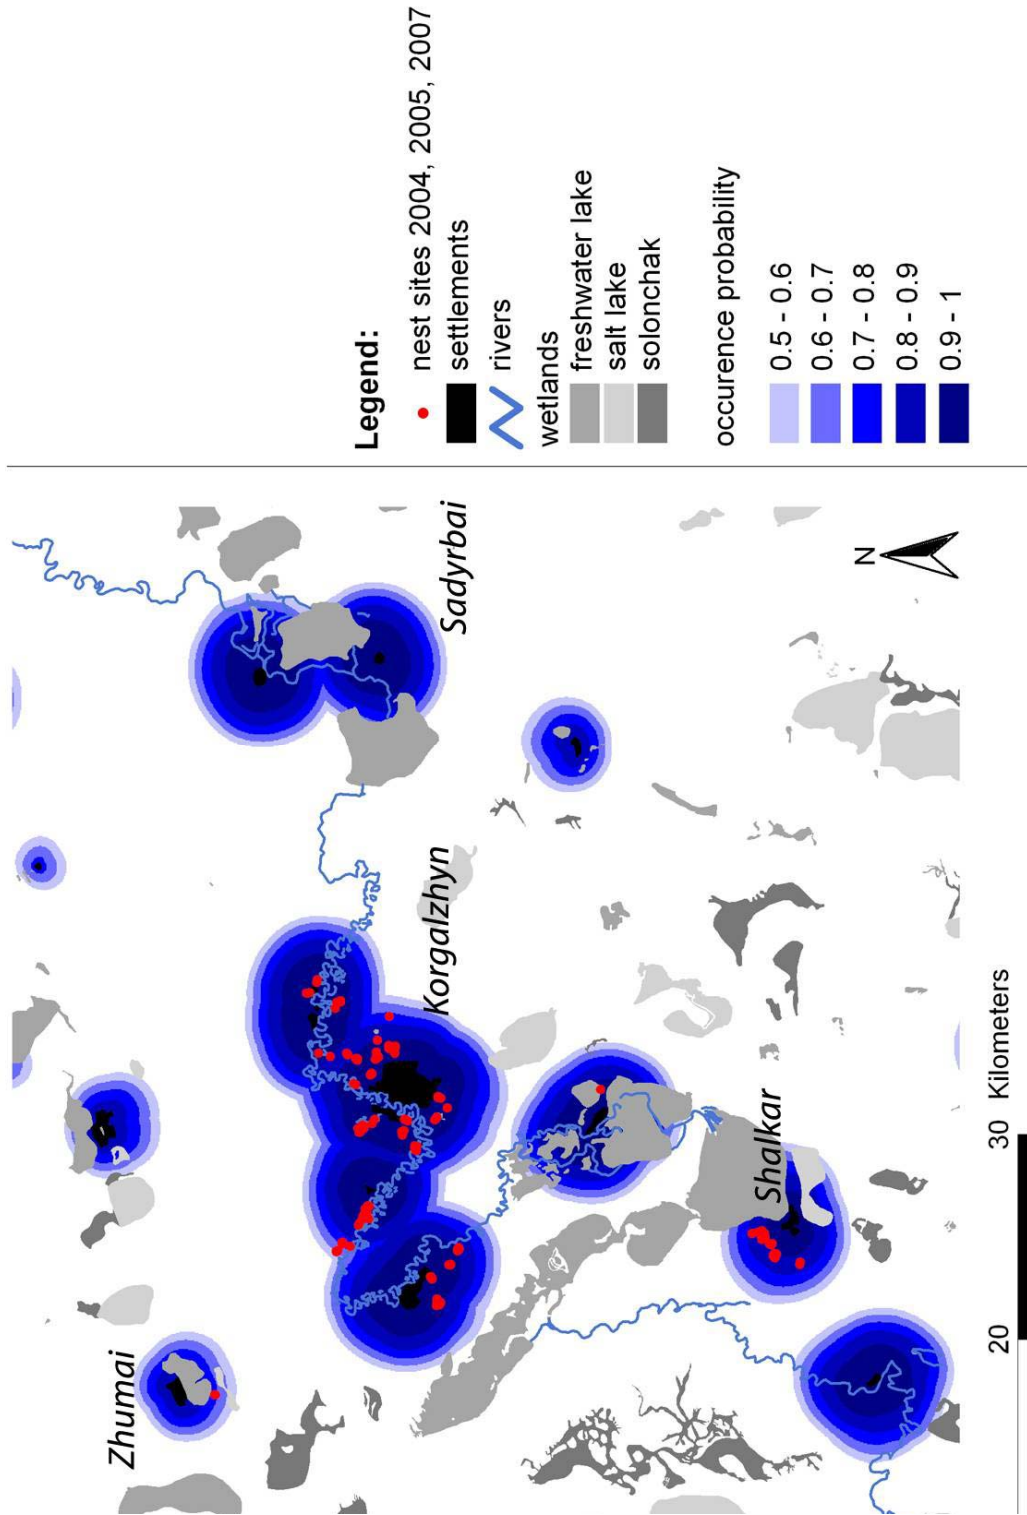 Zhumai
Korgalzhyn
Sadyrbai
Shalkar
N
20
30
Kilometers
Legend:
nest sites 2004, 2005, 2007
settlements
rivers
wetlands
freshwater lake
salt lake
solonchak
occurence probability
0.5 - 0.6
0.6 - 0.7
0.7 - 0.8
0.8 - 0.9
0.9 - 1